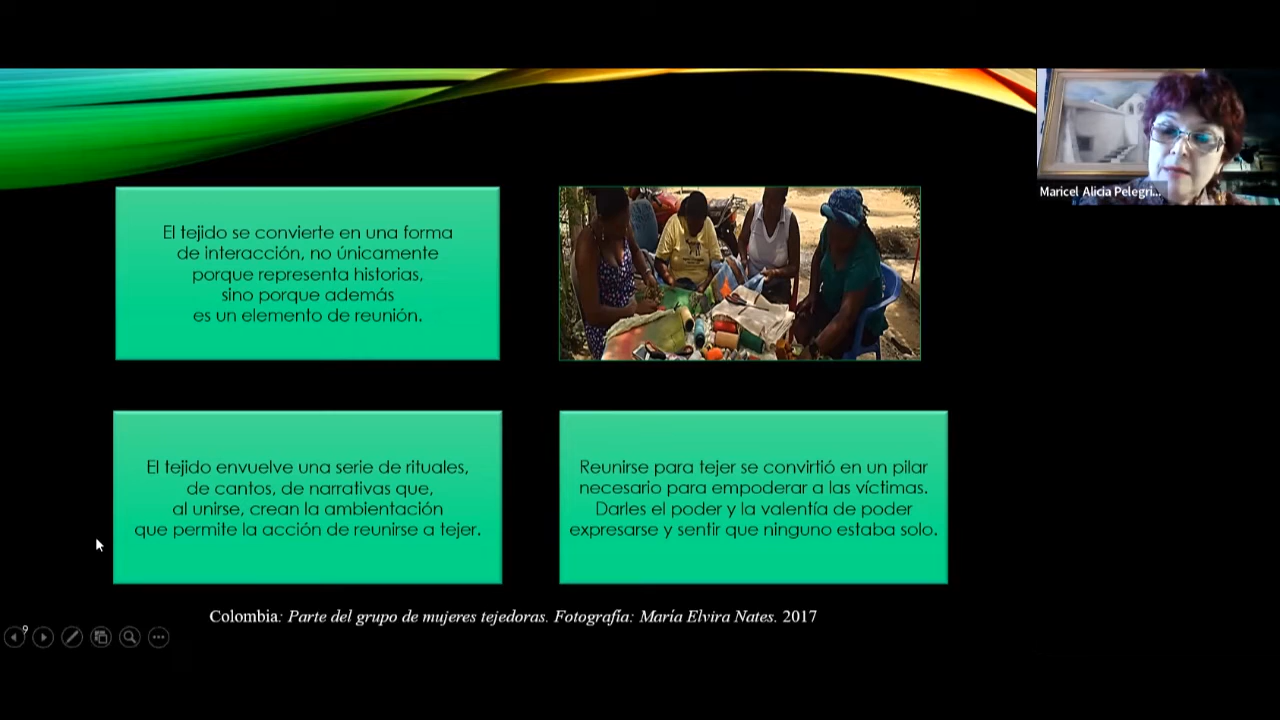 El tejido se convierte en una forma
de interacción, no únicamente
porque representa historias,
sino porque además
es un elemento de reunión.
Maricel Alicia Pelegri...
El tejido envuelve una serie de rituales,
de cantos, de narrativas que,
al unirse, crean la ambientación
que permite la acción de reunirse a tejer.
Reunirse para tejer se convirtió en un pilar
necesario para empoderar a las víctimas.
Darles el poder y la valentía de poder
expresarse y sentir que ninguno estaba solo.
Colombia: Parte del grupo de mujeres tejedoras. Fotografía: María Elvira Nates. 2017
9